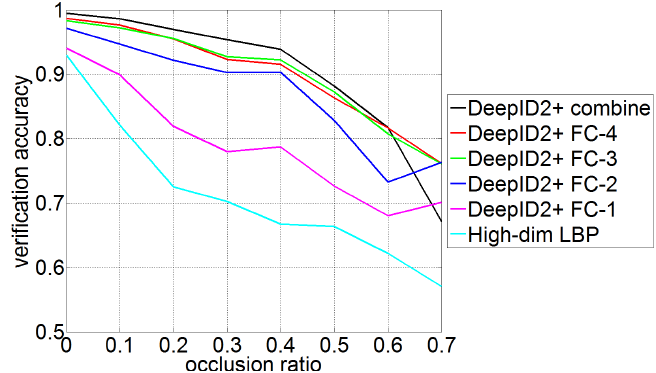 1
0.9
0.8
0.7
0.6
0.5
verification accuracy
0 0.1 0.2 0.3 0.4 0.5 0.6 0.7
occlusion ratio
DeepID2+ combine
DeepID2+ FC-4
DeepID2+ FC-3
DeepID2+ FC-2
DeepID2+ FC-1
High-dim LBP